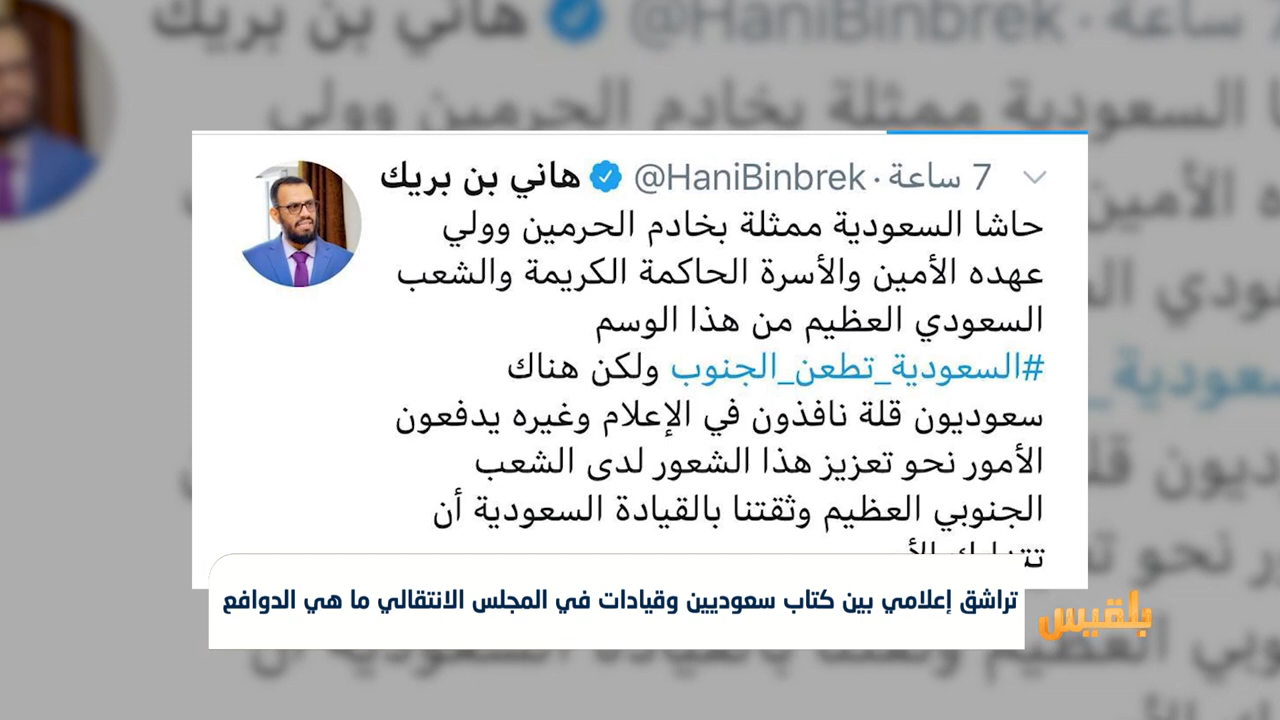 هاني بن بريك @HaniBinbrek · 7 ساعة
حاشا السعودية ممثلة بخادم الحرمين وولي
عهده الأمين والأسرة الحاكمة الكريمة والشعب
السعودي العظيم من هذا الوسم
#السعودية_تطعن_الجنوب ولكن هناك
سعوديون قلة نافذون في الإعلام وغيره يدفعون
الأمور نحو تعزيز هذا الشعور لدى الشعب
الجنوبي العظيم وثقتنا بالقيادة السعودية أن
تراشق إعلامي بين كتاب سعوديين وقيادات في المجلس الانتقالي ما هي الدوافع
بلقيس